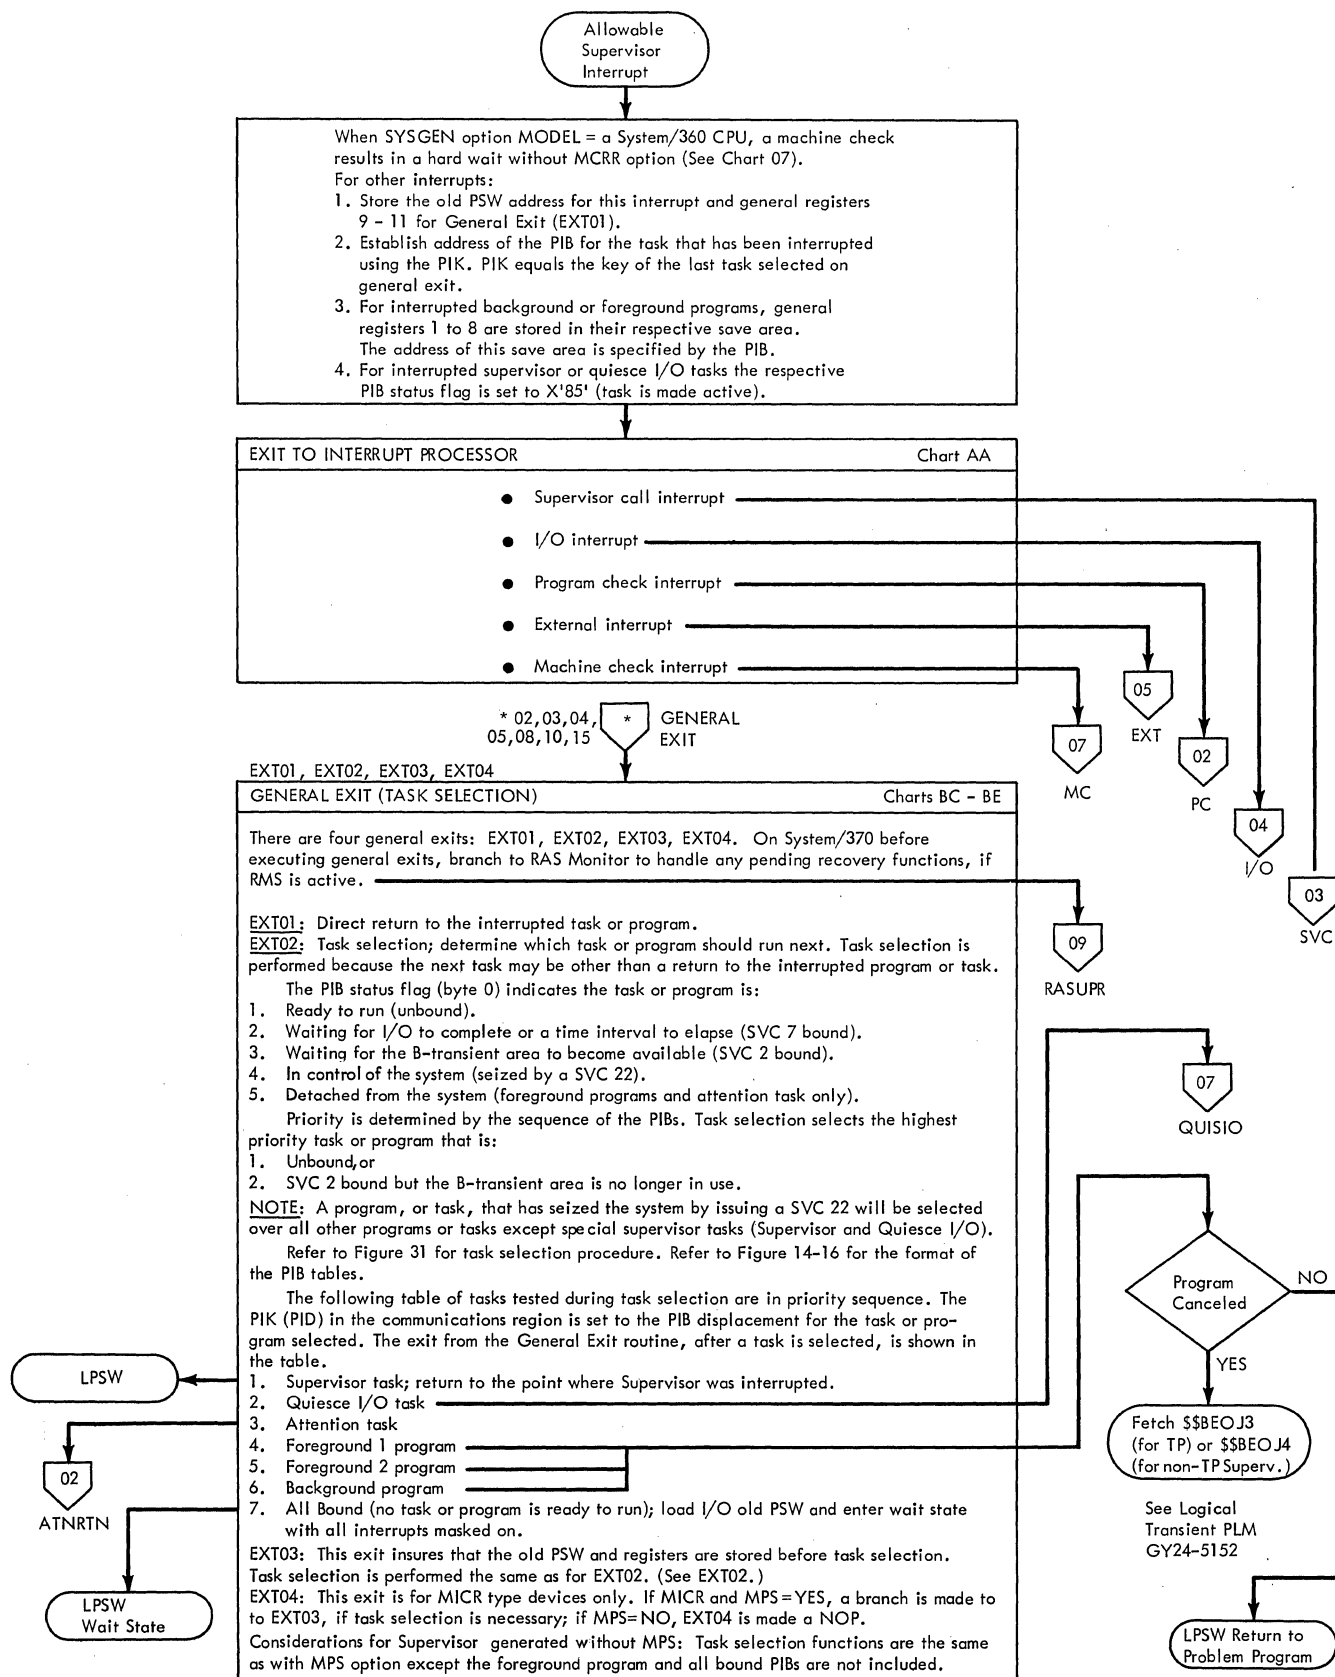 Allowable
Supervisor
Interrupt
When SYSGEN option MODEL = a System/360 CPU, a machine check
results in a hard wait without MCRR option (See Chart 07).
For other interrupts:
1. Store the old PSW address for this interrupt and general registers
9 - 11 for General Exit (EXT01).
2. Establish address of the PIB for the task that has been interrupted
using the PIK. PIK equals the key of the last task selected on
general exit.
3. For interrupted background or foreground programs, general
registers 1 to 8 are stored in their respective save area.
The address of this save area is specified by the PIB.
4. For interrupted supervisor or quiesce I/O tasks the respective
PIB status flag is set to X'85' (task is made active).
EXIT TO INTERRUPT PROCESSOR Chart AA
● Supervisor call interrupt
● I/O interrupt
● Program check interrupt
● External interrupt
● Machine check interrupt
05
EXT
07
MC
02
PC
04
I/O
03
SVC
* 02,03,04,
05,08,10,15
*
GENERAL
EXIT
EXT01, EXT02, EXT03, EXT04
GENERAL EXIT (TASK SELECTION) Charts BC - BE
There are four general exits: EXT01, EXT02, EXT03, EXT04. On System/370 before
executing general exits, branch to RAS Monitor to handle any pending recovery functions, if
RMS is active.
09
RASUPR
EXT01: Direct return to the interrupted task or program.
EXT02: Task selection; determine which task or program should run next. Task selection is
performed because the next task may be other than a return to the interrupted program or task.
The PIB status flag (byte 0) indicates the task or program is:
1. Ready to run (unbound).
2. Waiting for I/O to complete or a time interval to elapse (SVC 7 bound).
3. Waiting for the B-transient area to become available (SVC 2 bound).
4. In control of the system (seized by a SVC 22).
5. Detached from the system (foreground programs and attention task only).
Priority is determined by the sequence of the PIBs. Task selection selects the highest
priority task or program that is:
1. Unbound,or
2. SVC 2 bound but the B-transient area is no longer in use.
NOTE: A program, or task, that has seized the system by issuing a SVC 22 will be selected
over all other programs or tasks except special supervisor tasks (Supervisor and Quiesce I/O).
Refer to Figure 31 for task selection procedure. Refer to Figure 14-16 for the format of
the PIB tables.
The following table of tasks tested during task selection are in priority sequence. The
PIK (PID) in the communications region is set to the PIB displacement for the task or pro-
gram selected. The exit from the General Exit routine, after a task is selected, is shown in
the table.
1. Supervisor task; return to the point where Supervisor was interrupted.
2. Quiesce I/O task
3. Attention task
4. Foreground 1 program
5. Foreground 2 program
6. Background program
7. All Bound (no task or program is ready to run); load I/O old PSW and enter wait state
with all interrupts masked on.
EXT03: This exit insures that the old PSW and registers are stored before task selection.
Task selection is performed the same as for EXT02. (See EXT02.)
EXT04: This exit is for MICR type devices only. If MICR and MPS=YES, a branch is made to
to EXT03, if task selection is necessary; if MPS=NO, EXT04 is made a NOP.
Considerations for Supervisor generated without MPS: Task selection functions are the same
as with MPS option except the foreground program and all bound PIBs are not included.
LPSW
02
ATNRTN
LPSW
Wait State
07
QUISIO
Program
Canceled
NO
YES
Fetch $$BEOJ3
(for TP) or $$BEOJ4
(for non-TP Superv.)
See Logical
Transient PLM
GY24-5152
LPSW Return to
Problem Program